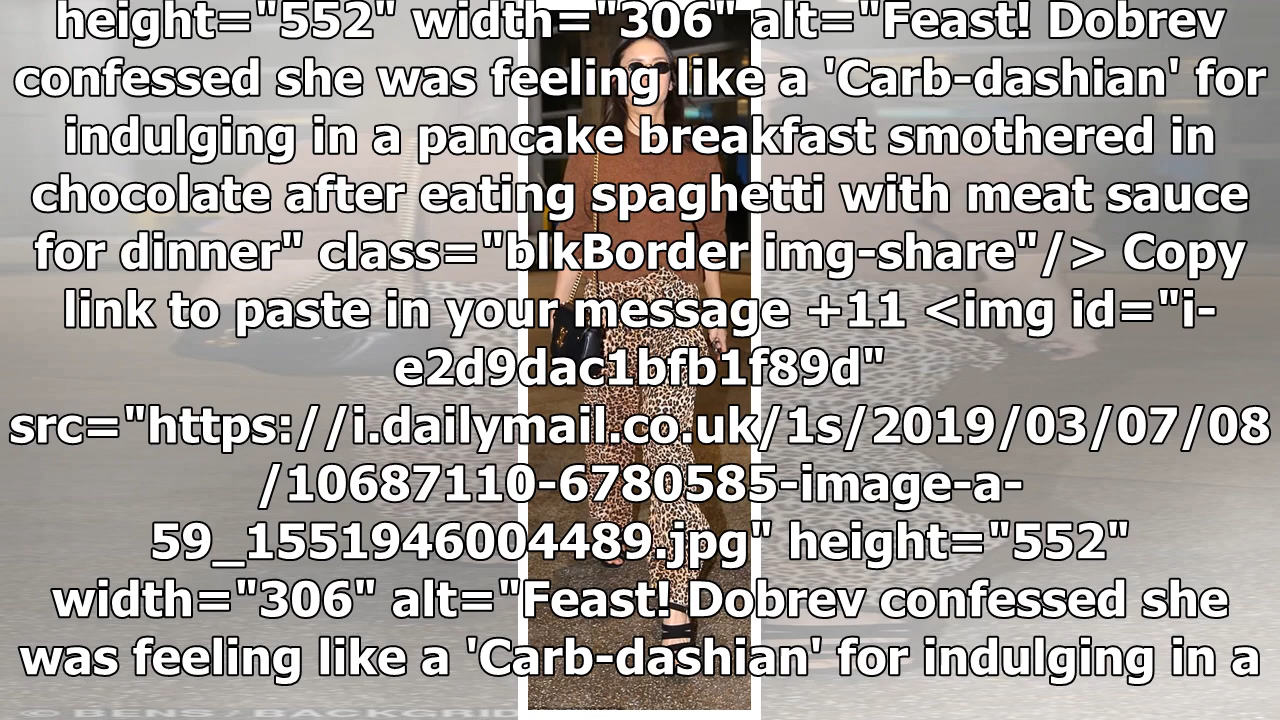 height="552" width="306" alt="Feast! Dobrev
confessed she was feeling like a 'Carb-dashian' for
indulging in a pancake breakfast smothered in
chocolate after eating spaghetti with meat sauce
for dinner" class="blkBorder img-share"/> Copy
link to paste in your message +11 <img id="i-
e2d9dac1bfb1f89d"
src="https://i.dailymail.co.uk/1s/2019/03/07/08
/10687110-6780585-image-a-
59_1551946004489.jpg" height="552"
width="306" alt="Feast! Dobrev confessed she
was feeling like a 'Carb-dashian' for indulging in a
BENS BACKGRID